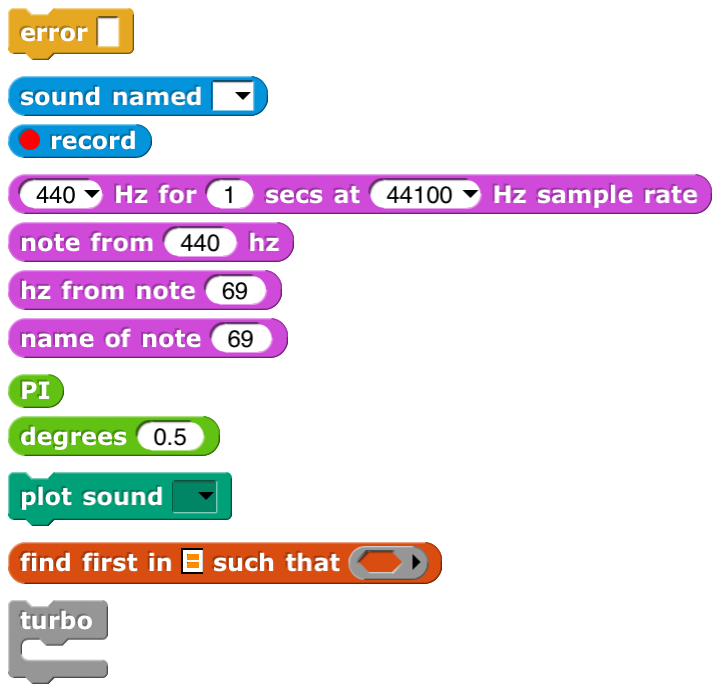 error
sound named
record
440 Hz for 1 secs at 44100 Hz sample rate
note from 440 hz
hz from note 69
name of note 69
PI
degrees 0.5
plot sound
find first in such that
turbo